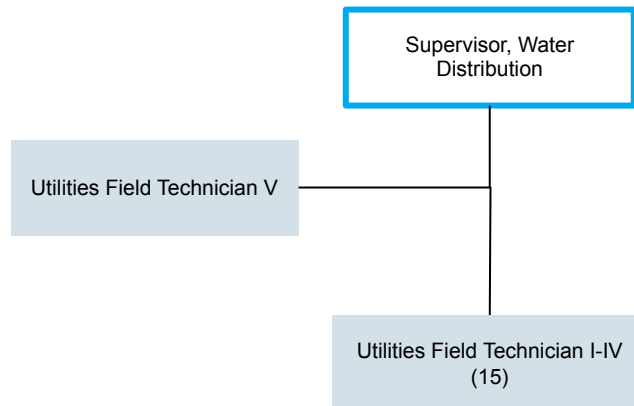 Supervisor, Water
Distribution
Utilities Field Technician V
Utilities Field Technician I-IV
(15)